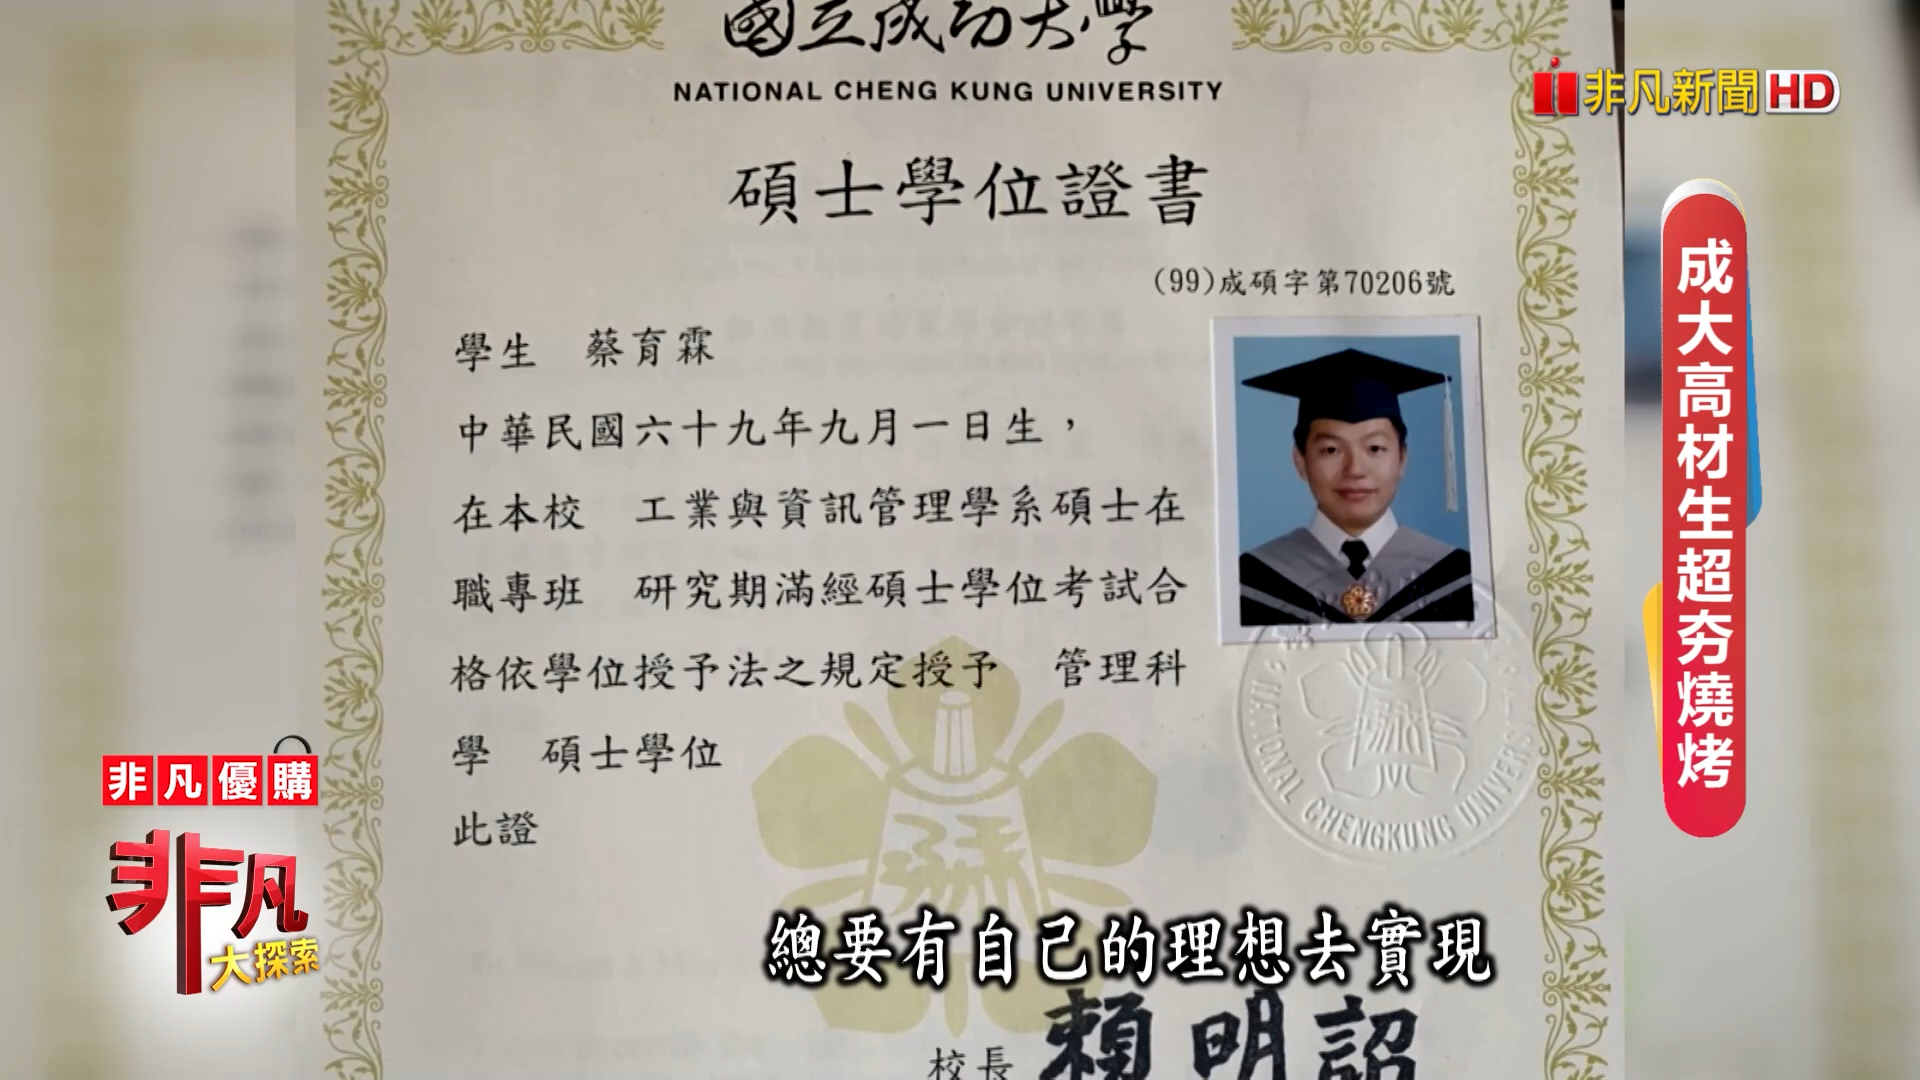 國立成功大學
NATIONAL CHENG KUNG UNIVERSITY
非凡新聞HD
碩士學位證書
(99)成碩字第70206號
學生 蔡育霖
中華民國六十九年九月一日生，
在本校 工業與資訊管理學系碩士在
職專班 研究期滿經碩士學位考試合
格依學位授予法之規定授予 管理科
學 碩士學位
此證
NATIONAL CHENGKUNG UNIVERSITY
成大高材生超夯燒烤
非凡優購
非凡
大探索
總要有自己的理想去實現
校長 賴明詔